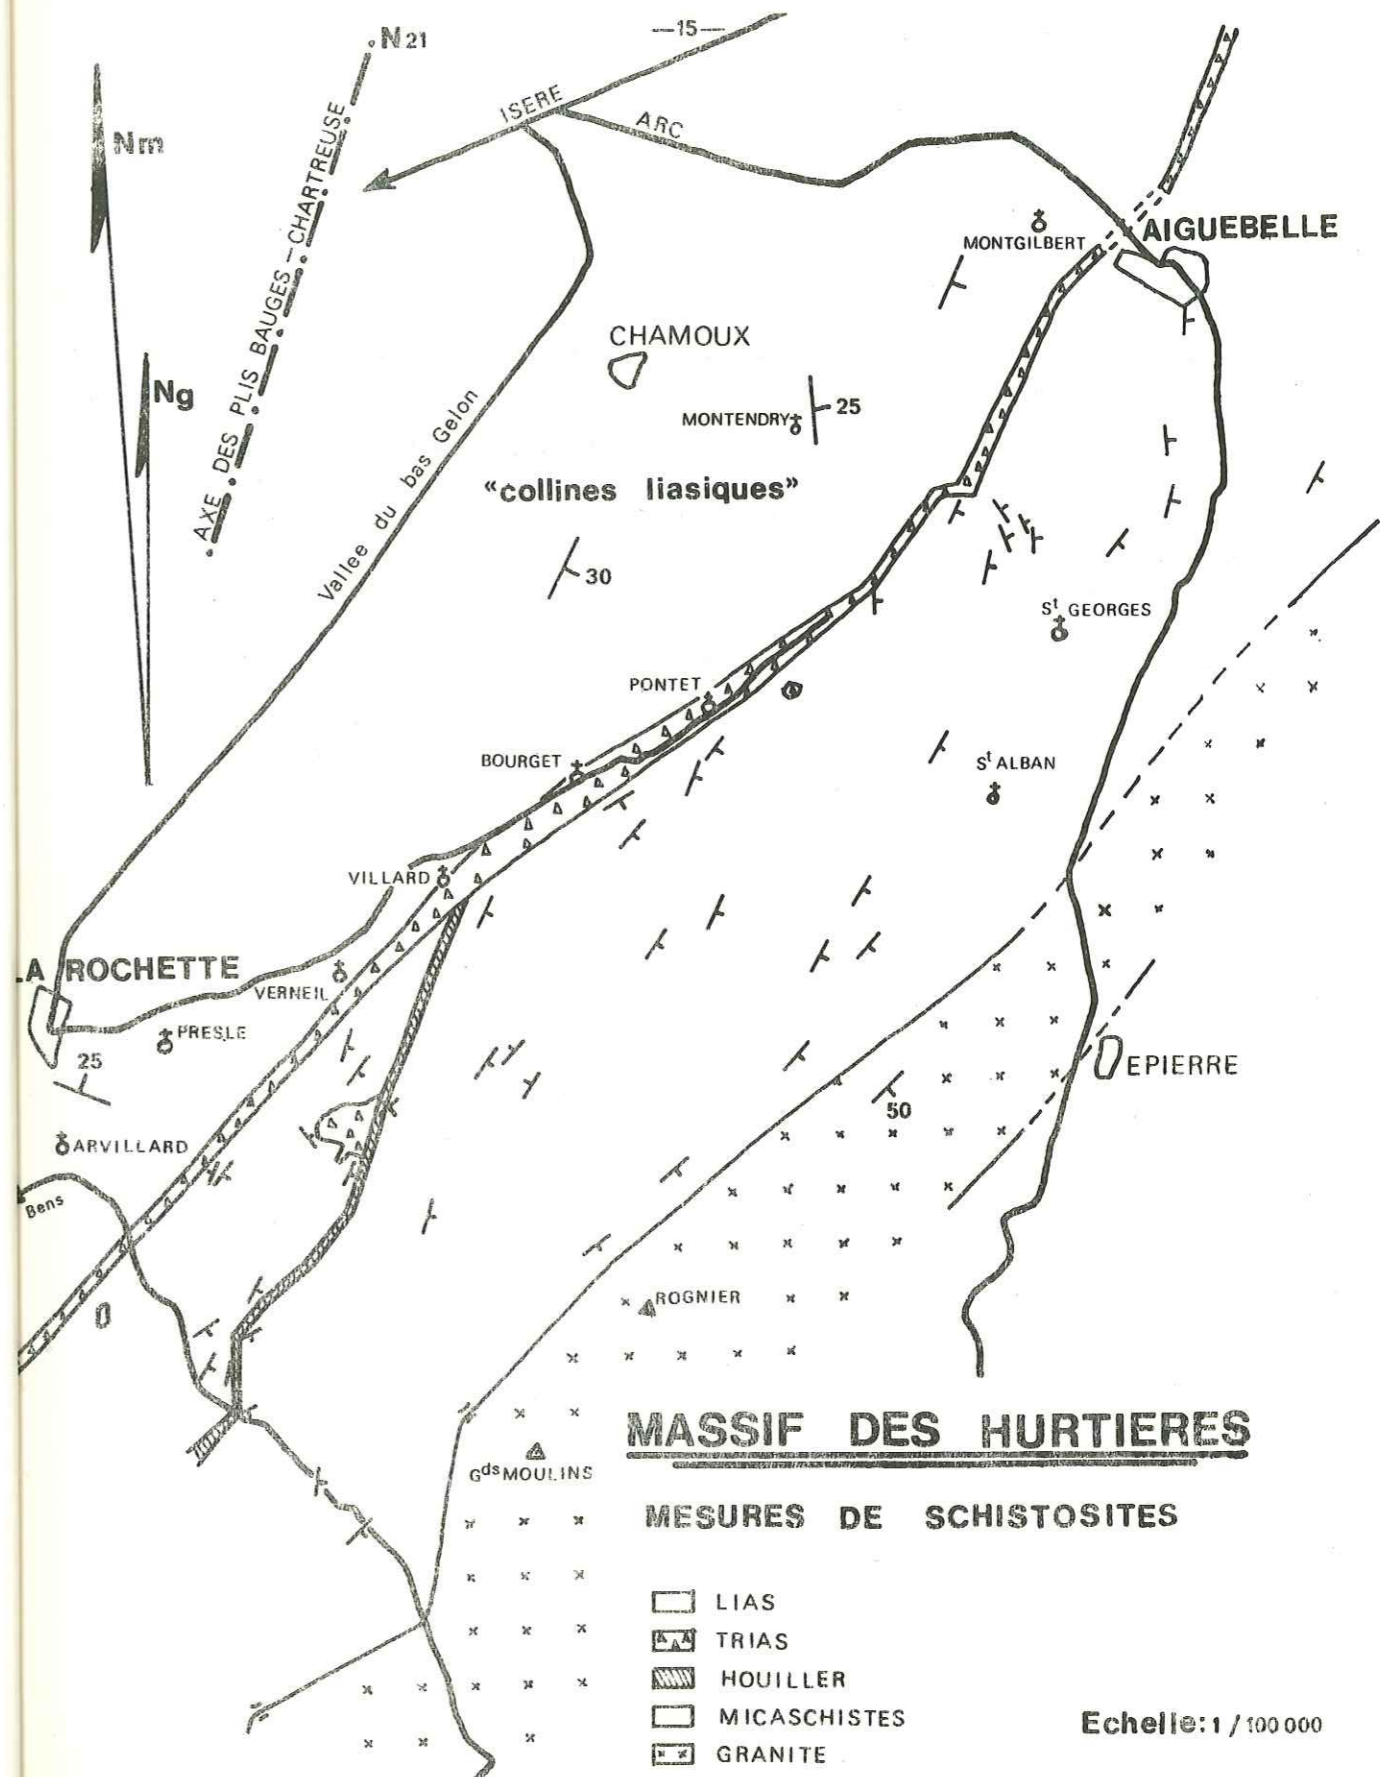 —15—
N21
ISERE
ARC
Nm
AXE DES PLIS BAUGES—CHARTREUSE
MONTGILBERT
AIGUEBELLE
CHAMOUX
Ng
MONTENDRY
25
Vallee du bas Gelon
“collines liasiques”
30
St GEORGES
PONTET
BOURGET
St ALBAN
VILLARD
LA ROCHETTE
VERNEIL
PRESLE
25
EPIERRE
50
ARVILLARD
Bens
ROGNIER
MASSIF DES HURTIERES
Gds MOULINS
MESURES DE SCHISTOSITES
LIAS
TRIAS
HOUILLER
MICASCHISTES
Echelle: 1 / 100 000
GRANITE